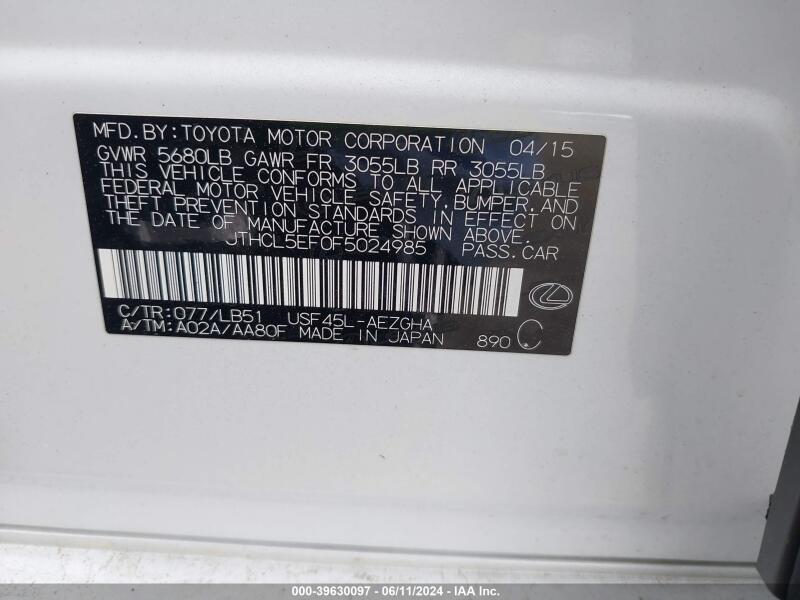 MFD.BY:TOYOTA MOTOR CORPORATION 04/15
GVWR 5680LB GAWR FR 3055LB RR 3055LB
THIS VEHICLE CONFORMS TO ALL APPLICABLE
FEDERAL MOTOR VEHICLE SAFETY,BUMPER,AND
THEFT PREVENTION STANDARDS IN EFFECT ON
THE DATE OF MANUFACTURE SHOWN ABOVE.
JTHCL5EF0F5024985 PASS.CAR
C/TR:077/LB51 USF45L-AEZGHA
A/TM:A02A/AA80F MADE IN JAPAN 890 C
000-39630097 - 06/11/2024 - IAA Inc.